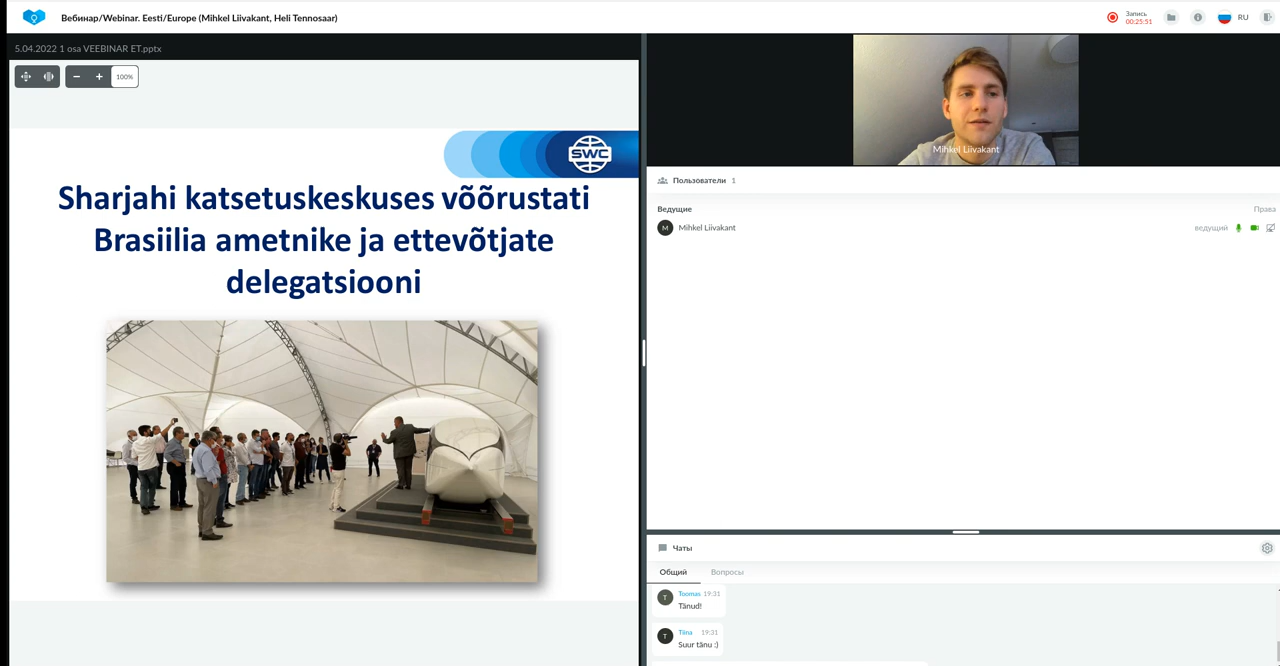 Вебинар/Webinar. Eesti/Europe (Mihkel Liivakant, Heli Tennosaar)
Запись
00:25:51
RU
5.04.2022 1 osa VEEBINAR ET.pptx
100%
SWC
Sharjahi katsetuskeskuses võõrustati
Brasiilia ametnike ja ettevõtjate
delegatsiooni
Mihkel Liivakant
Пользователи 1
Ведущие
Права
M
Mihkel Liivakant
ведущий
Чаты
Общий
Вопросы
T
Toomas 19:31
Tänud!
T
Tiina 19:31
Suur tänu :)